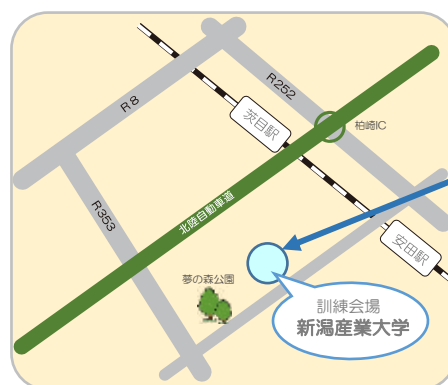 R8
R252
茨目駅
柏崎IC
北陸自動車道
R353
安田駅
夢の森公園
訓練会場
新潟産業大学